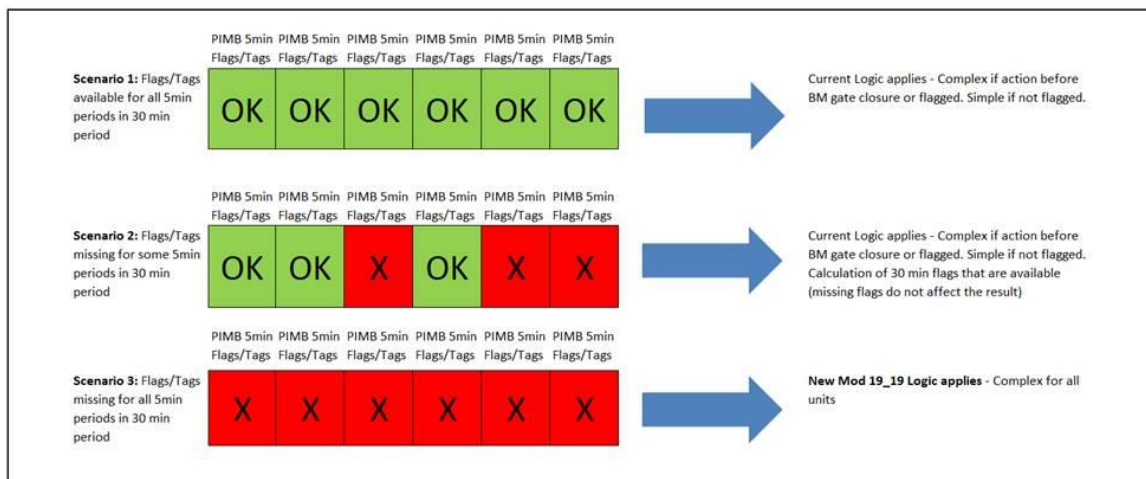 PIMB 5min PIMB 5min PIMB 5min PIMB 5min PIMB 5min PIMB 5min
Flags/Tags Flags/Tags Flags/Tags Flags/Tags Flags/Tags Flags/Tags
Scenario 1: Flags/Tags
available for all 5min
periods in 30 min
period
OK OK OK OK OK OK
Current Logic applies - Complex if action before
BM gate closure or flagged. Simple if not flagged.
PIMB 5min PIMB 5min PIMB 5min PIMB 5min PIMB 5min PIMB 5min
Flags/Tags Flags/Tags Flags/Tags Flags/Tags Flags/Tags Flags/Tags
Scenario 2: Flags/Tags
missing for some 5min
periods in 30 min
period
OK OK X OK X X
Current Logic applies - Complex if action before
BM gate closure or flagged. Simple if not flagged.
Calculation of 30 min flags that are available
(missing flags do not affect the result)
PIMB 5min PIMB 5min PIMB 5min PIMB 5min PIMB 5min PIMB 5min
Flags/Tags Flags/Tags Flags/Tags Flags/Tags Flags/Tags Flags/Tags
Scenario 3: Flags/Tags
missing for all 5min
periods in 30 min
period
X X X X X X
New Mod 19_19 Logic applies - Complex for all
units